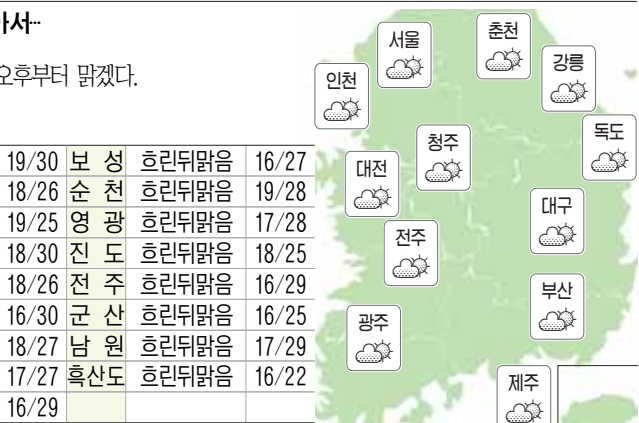 아서…
오후부터 맑겠다.
19/30 보 성 흐린뒤맑음 16/27
18/26 순 천 흐린뒤맑음 19/28
19/25 영 광 흐린뒤맑음 17/28
18/30 진 도 흐린뒤맑음 18/25
18/26 전 주 흐린뒤맑음 16/29
16/30 군 산 흐린뒤맑음 16/25
18/27 남 원 흐린뒤맑음 17/29
17/27 흑산도 흐린뒤맑음 16/22
16/29
서울
춘천
강릉
인천
독도
청주
대전
대구
전주
부산
광주
제주